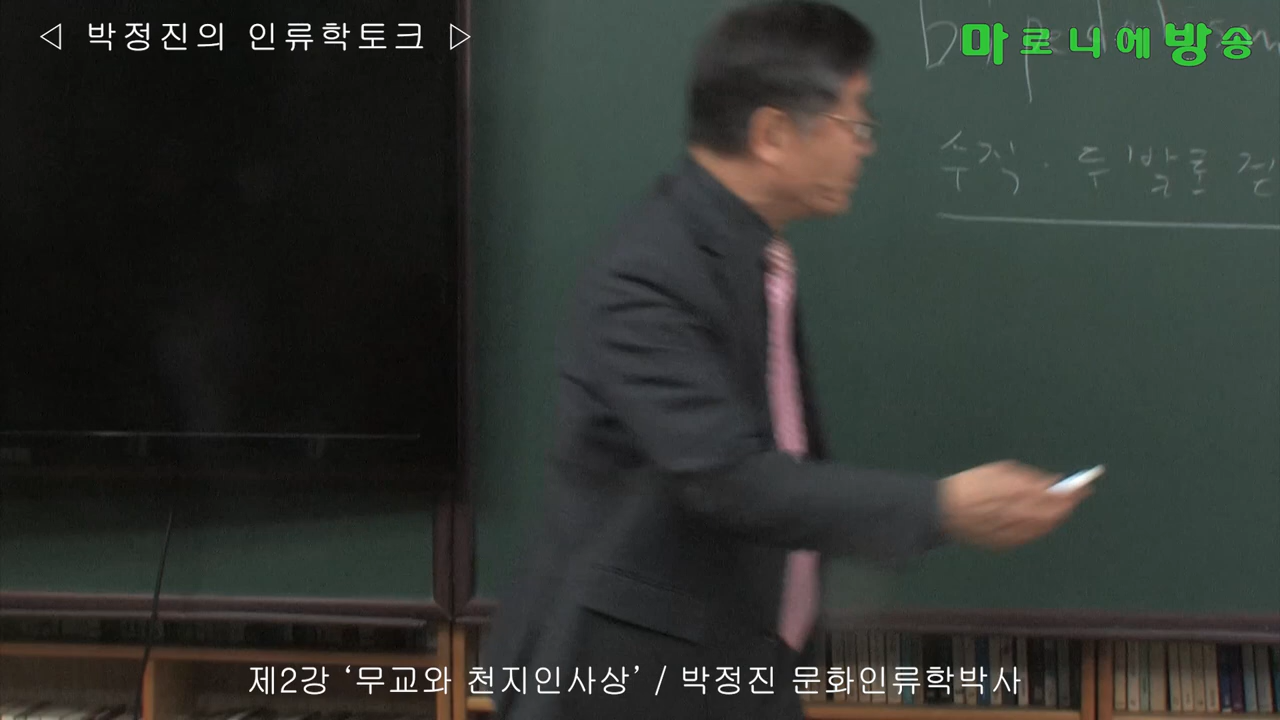 ◁ 박정진의 인류학토크 ▷
마로니에방송
수직 · 두 발로
제2강 ‘무교와 천지인사상’ / 박정진 문화인류학박사